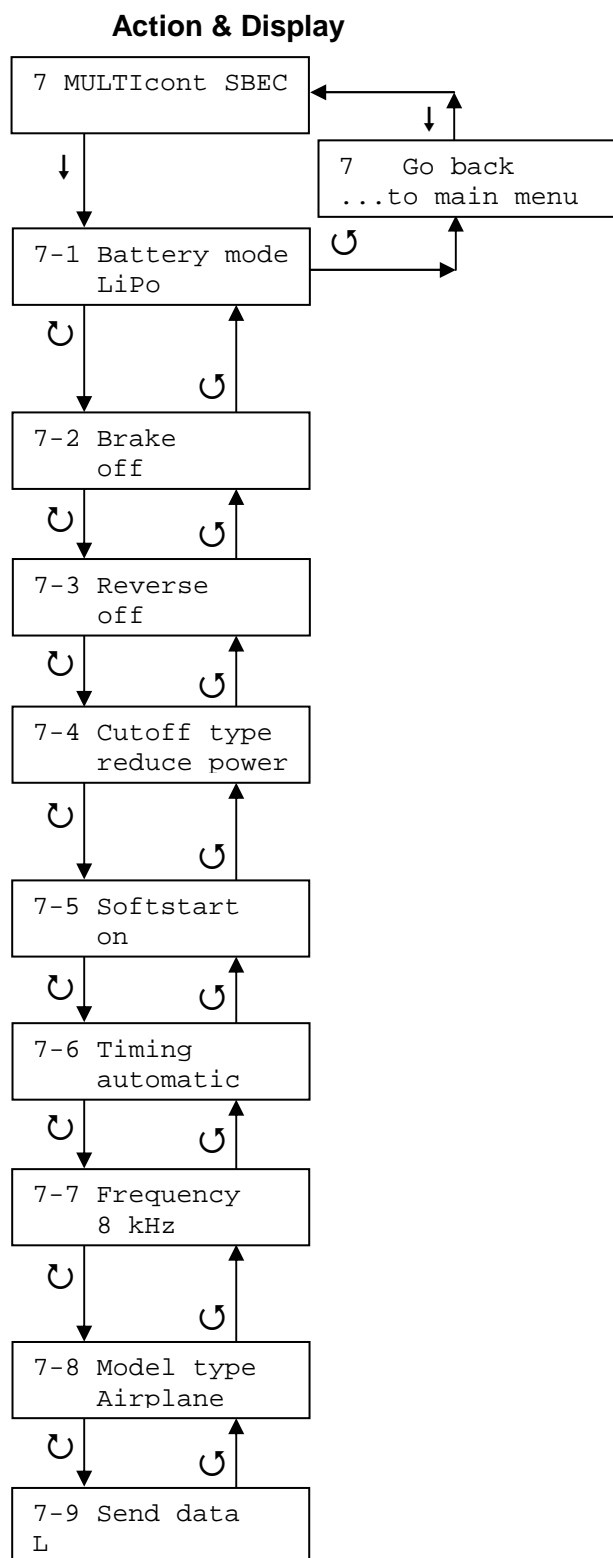 Action & Display
7 MULTIcont SBEC
7 Go back
...to main menu
7-1 Battery mode
LiPo
7-2 Brake
off
7-3 Reverse
off
7-4 Cutoff type
reduce power
7-5 Softstart
on
7-6 Timing
automatic
7-7 Frequency
8 kHz
7-8 Model type
Airplane
7-9 Send data
L